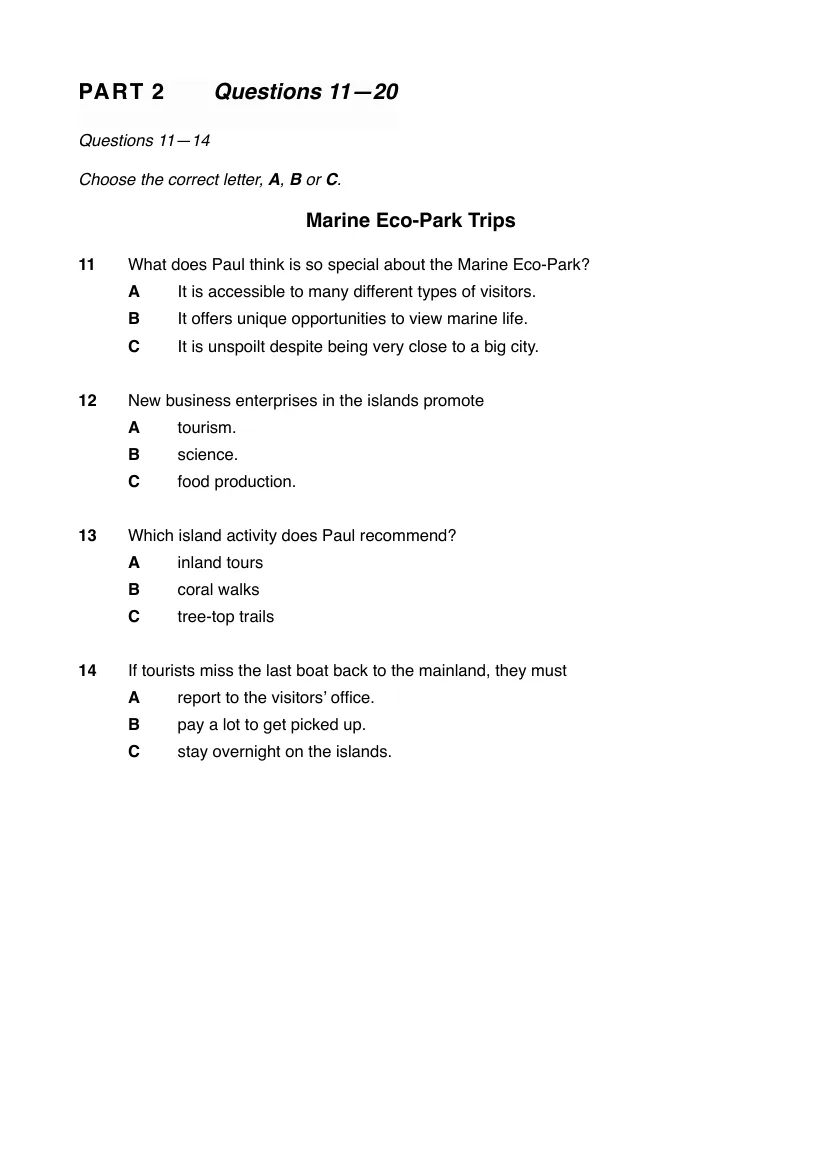 PART 2 Questions 11—20
Questions 11—14
Choose the correct letter, A, B or C.
Marine Eco-Park Trips
11 What does Paul think is so special about the Marine Eco-Park?
A It is accessible to many different types of visitors.
B It offers unique opportunities to view marine life.
C It is unspoilt despite being very close to a big city.
12 New business enterprises in the islands promote
A tourism.
B science.
C food production.
13 Which island activity does Paul recommend?
A inland tours
B coral walks
C tree-top trails
14 If tourists miss the last boat back to the mainland, they must
A report to the visitors’ office.
B pay a lot to get picked up.
C stay overnight on the islands.